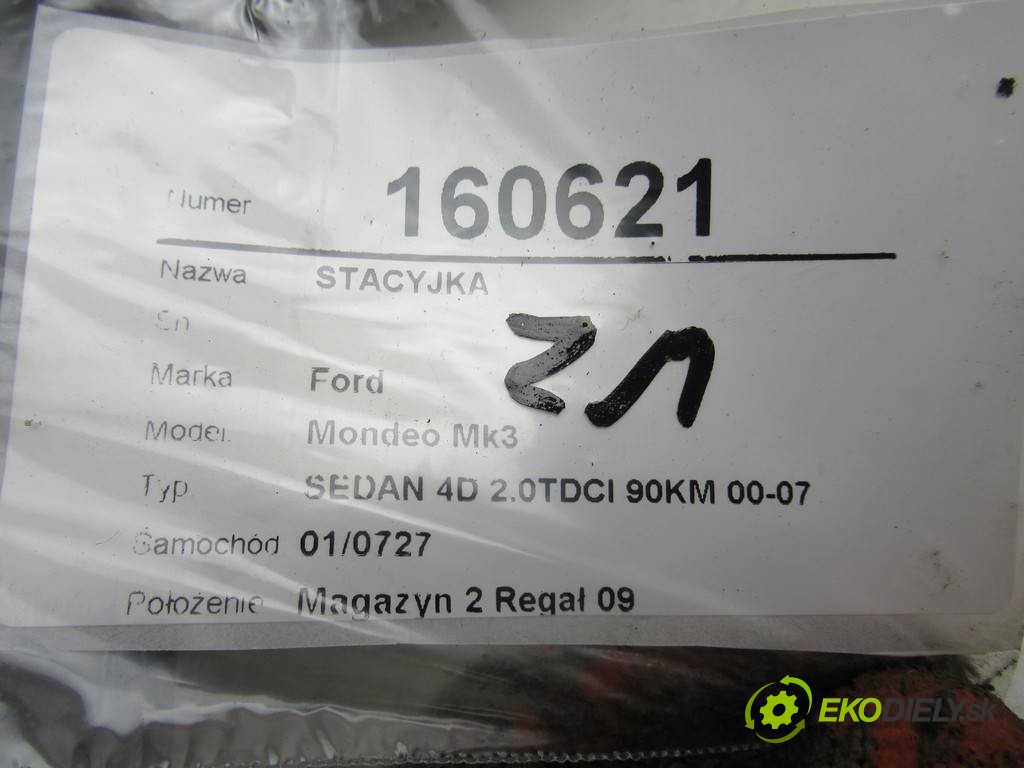 Numer 160621
Nazwa STACYJKA
Sn
Marka Ford
Model Mondeo Mk3
Typ SEDAN 4D 2.0TDCI 90KM 00-07
Samochód 01/0727
Położenie Magazyn 2 Regał 09
EKODIELY.sk